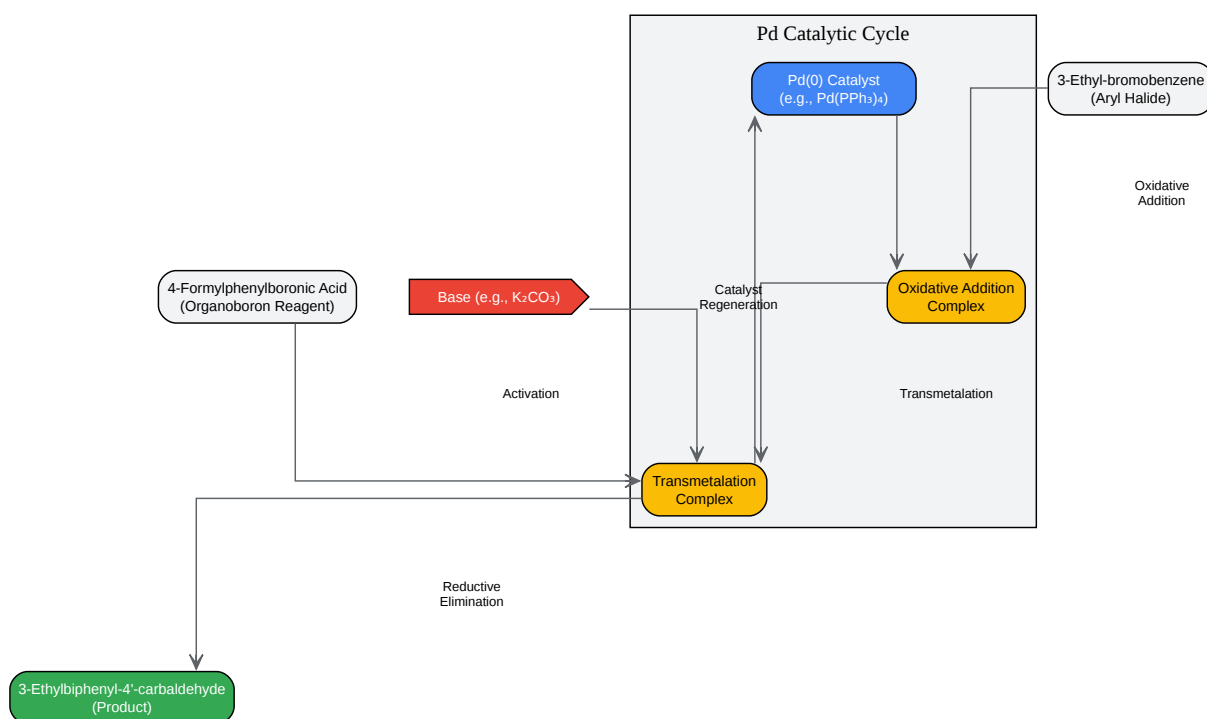 Pd Catalytic Cycle
Pd(0) Catalyst
(e.g., Pd(PPh₃)₄)
3-Ethyl-bromobenzene
(Aryl Halide)
Oxidative
Addition
4-Formylphenylboronic Acid
(Organoboron Reagent)
Base (e.g., K₂CO₃)
Catalyst
Regeneration
Oxidative Addition
Complex
Activation
Transmetalation
Transmetalation
Complex
Reductive
Elimination
3-Ethylbiphenyl-4'-carbaldehyde
(Product)